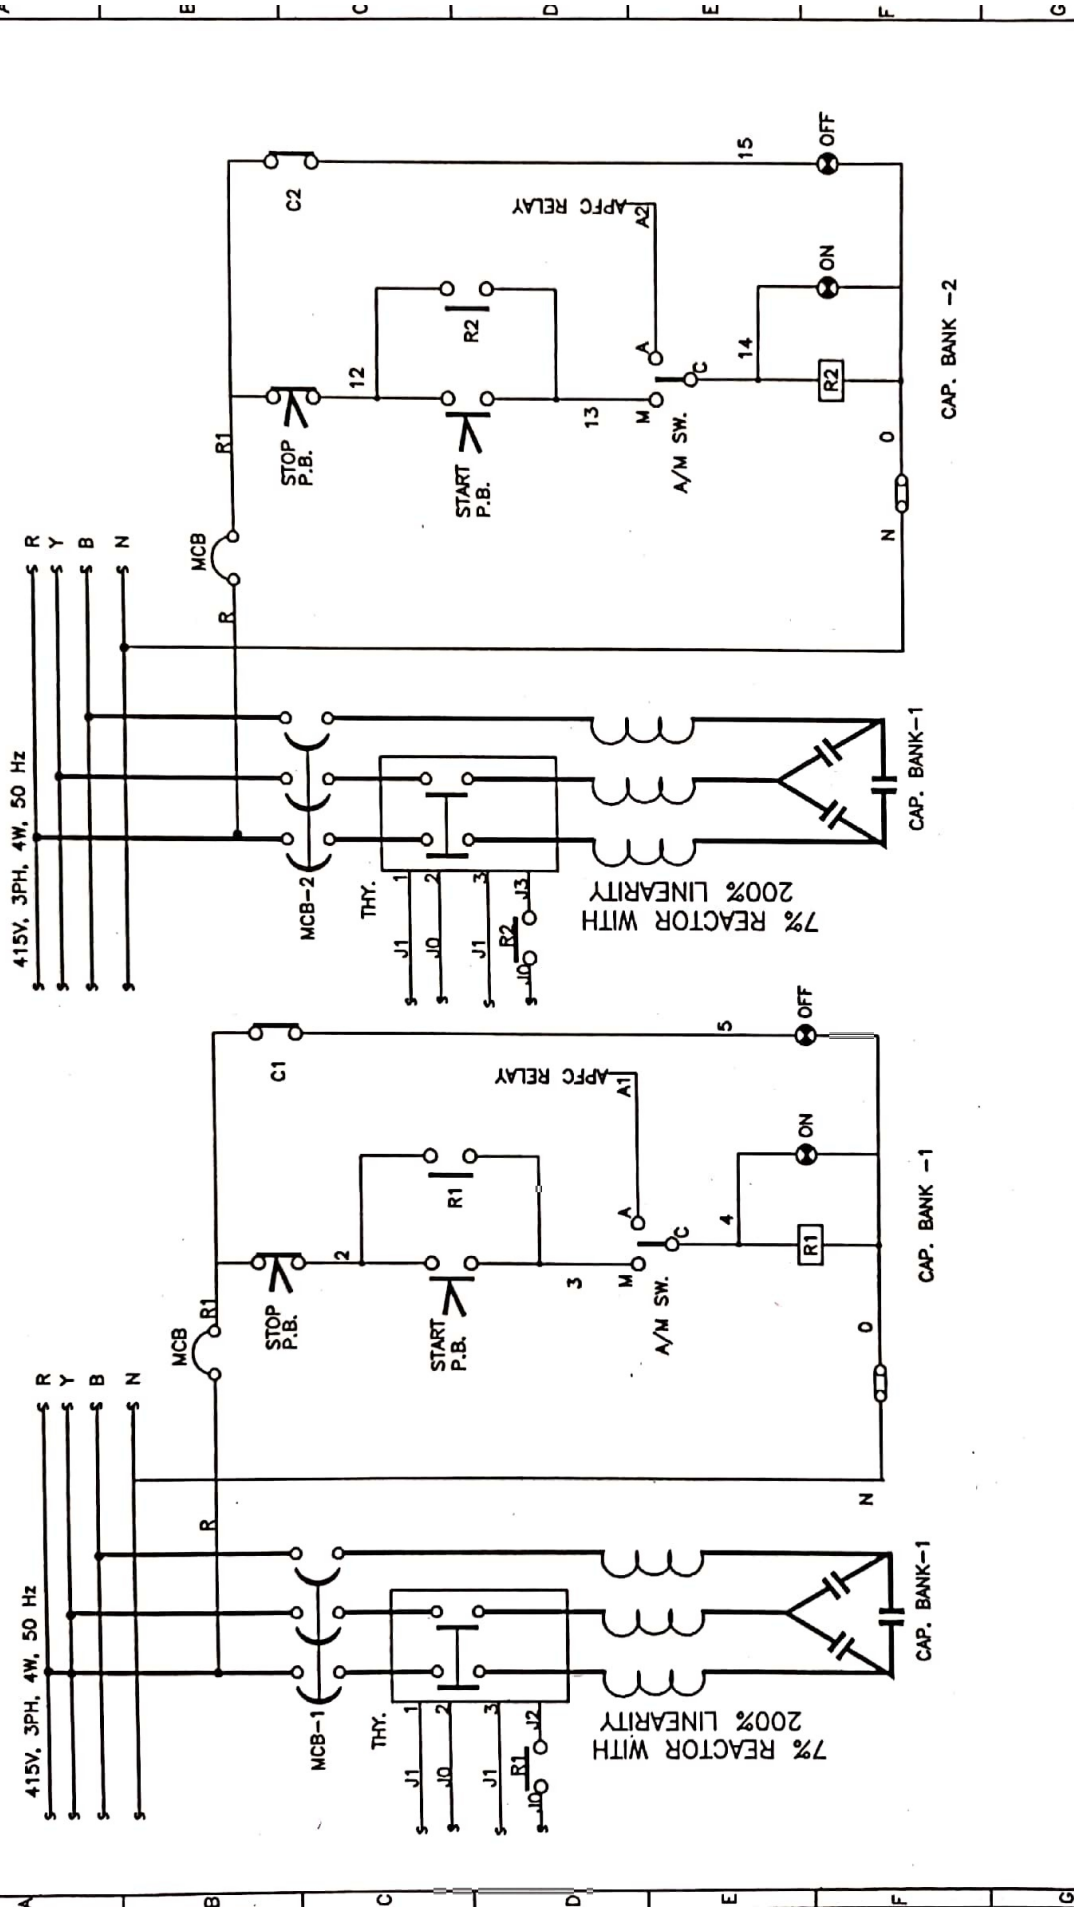 A
B
C
D
E
F
G
415V, 3PH, 4W, 50 Hz
R
Y
B
N
R
MCB
R1
MCB-1
THY.
1
2
3
J2
J1
J0
J1
R1
J0
7% REACTOR WITH
200% LINEARITY
CAP. BANK-1
STOP
P.B.
2
START
P.B.
R1
3
M
A
C
A/M SW.
A1
APFC RELAY
4
R1
ON
C1
5
OFF
N
0
CAP. BANK -1
415V, 3PH, 4W, 50 Hz
R
Y
B
N
R
MCB
R1
MCB-2
THY.
1
2
3
J3
J1
J0
J1
R2
J0
7% REACTOR WITH
200% LINEARITY
CAP. BANK-1
STOP
P.B.
12
START
P.B.
R2
13
M
A
C
A/M SW.
A2
APFC RELAY
14
R2
ON
C2
15
OFF
N
0
CAP. BANK -2
A
B
C
D
E
F
G